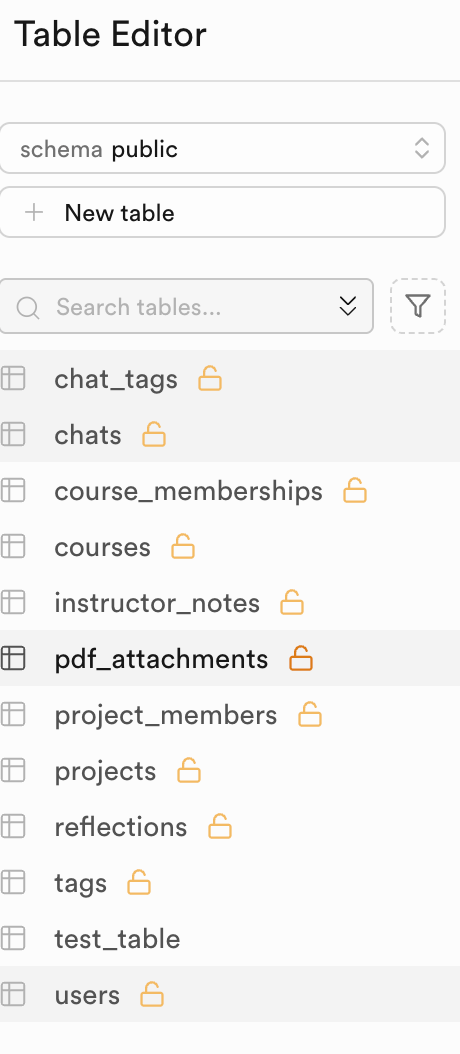 Table Editor
schema public
New table
Search tables...
chat_tags
chats
course_memberships
courses
instructor_notes
pdf_attachments
project_members
projects
reflections
tags
test_table
users